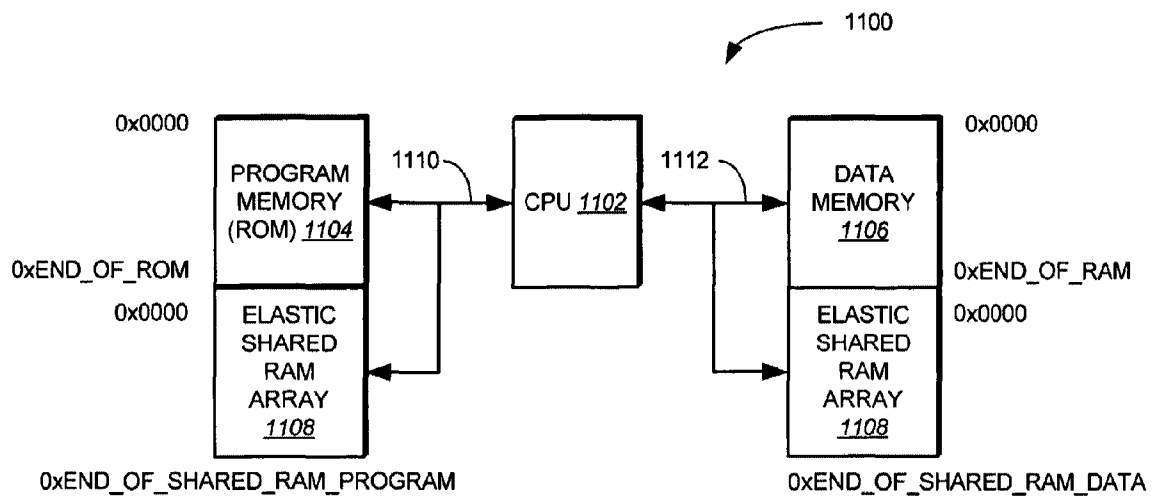 1100
0x0000
0x0000
PROGRAM
MEMORY
(ROM) 1104
1110
CPU 1102
1112
DATA
MEMORY
1106
0xEND_OF_ROM
0xEND_OF_RAM
0x0000
ELASTIC
SHARED
RAM
ARRAY
1108
ELASTIC
SHARED
RAM
ARRAY
1108
0x0000
0xEND_OF_SHARED_RAM_PROGRAM
0xEND_OF_SHARED_RAM_DATA